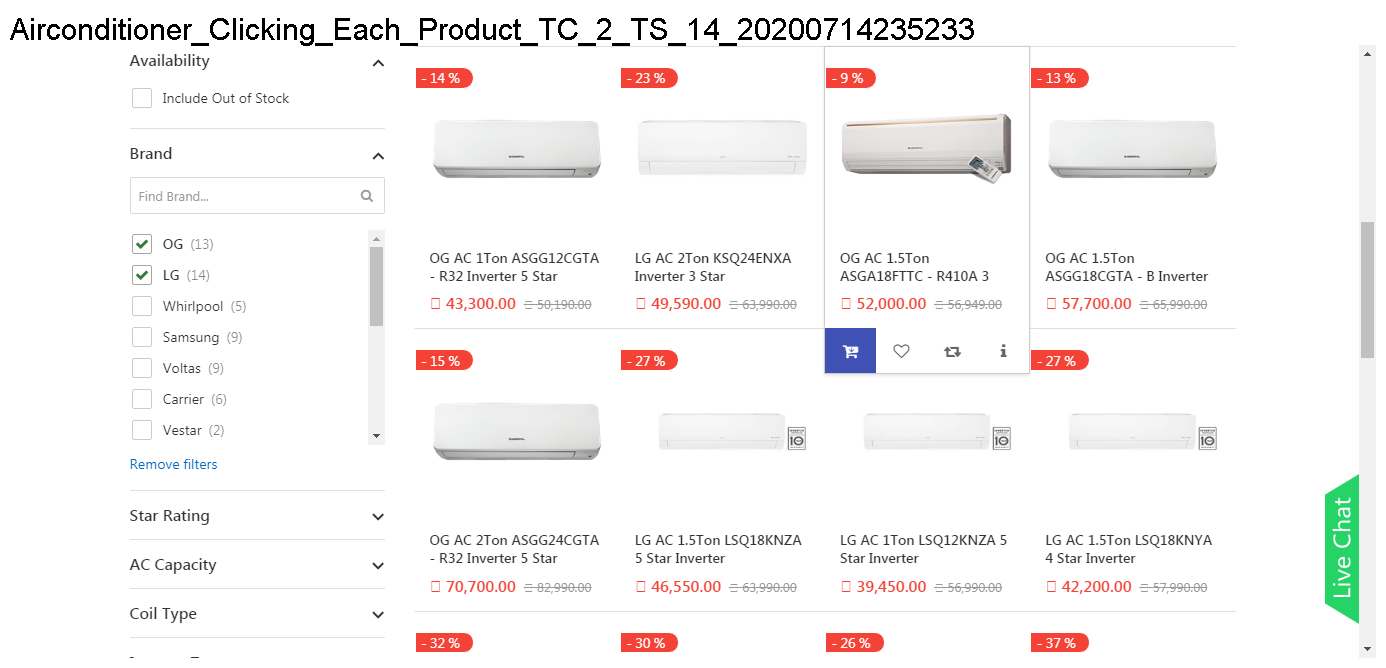 Airconditioner_Clicking_Each_Product_TC_2_TS_14_20200714235233
Availability
Include Out of Stock
Brand
Find Brand...
OG (13)
LG (14)
Whirlpool (5)
Samsung (9)
Voltas (9)
Carrier (6)
Vestar (2)
Remove filters
Star Rating
AC Capacity
Coil Type
- 14 %
- 23 %
- 9 %
- 13 %
OG AC 1Ton ASGG12CGTA
- R32 Inverter 5 Star
43,300.00 50,190.00
LG AC 2Ton KSQ24ENXA
Inverter 3 Star
49,590.00 63,990.00
OG AC 1.5Ton
ASGA18FTTC - R410A 3
52,000.00 56,949.00
OG AC 1.5Ton
ASGG18CGTA - B Inverter
57,700.00 65,990.00
- 15 %
- 27 %
- 27 %
10
10
10
OG AC 2Ton ASGG24CGTA
- R32 Inverter 5 Star
70,700.00 82,990.00
LG AC 1.5Ton LSQ18KNZA
5 Star Inverter
46,550.00 63,990.00
LG AC 1Ton LSQ12KNZA 5
Star Inverter
39,450.00 56,990.00
LG AC 1.5Ton LSQ18KNYA
4 Star Inverter
42,200.00 57,990.00
- 32 %
- 30 %
- 26 %
- 37 %
Live Chat